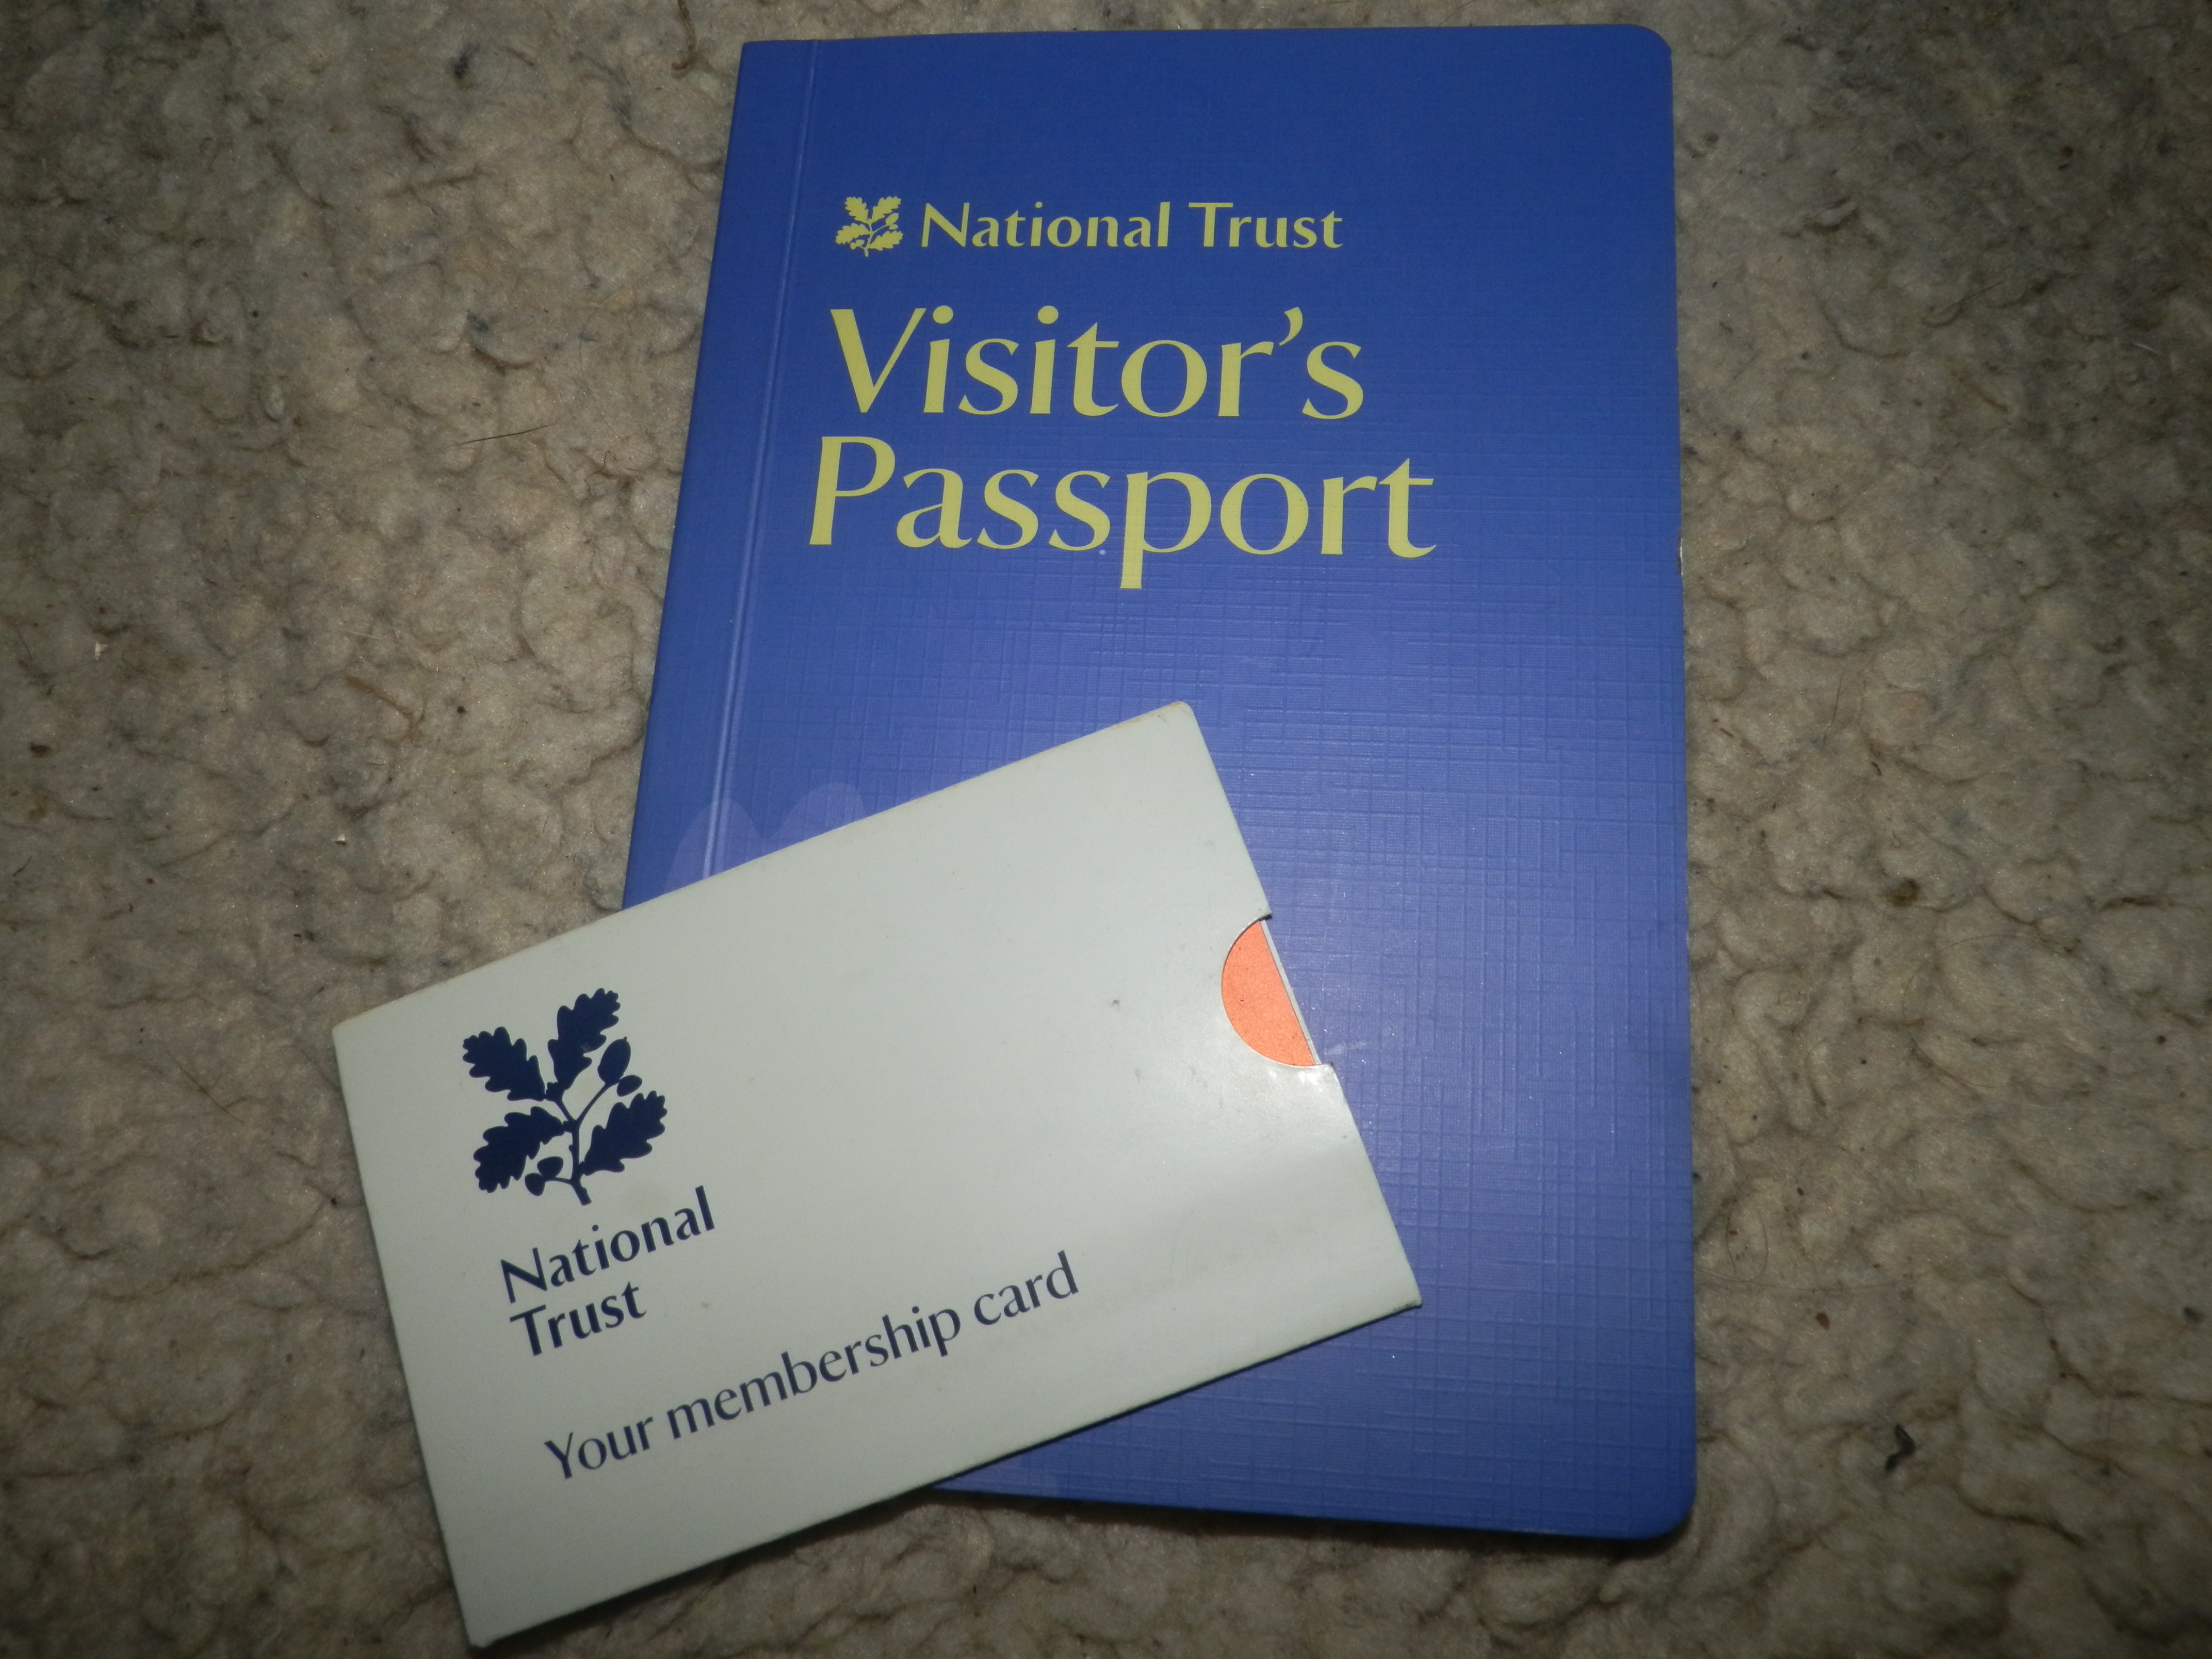 National Trust
Visitor's
Passport
National
Trust
Your membership card